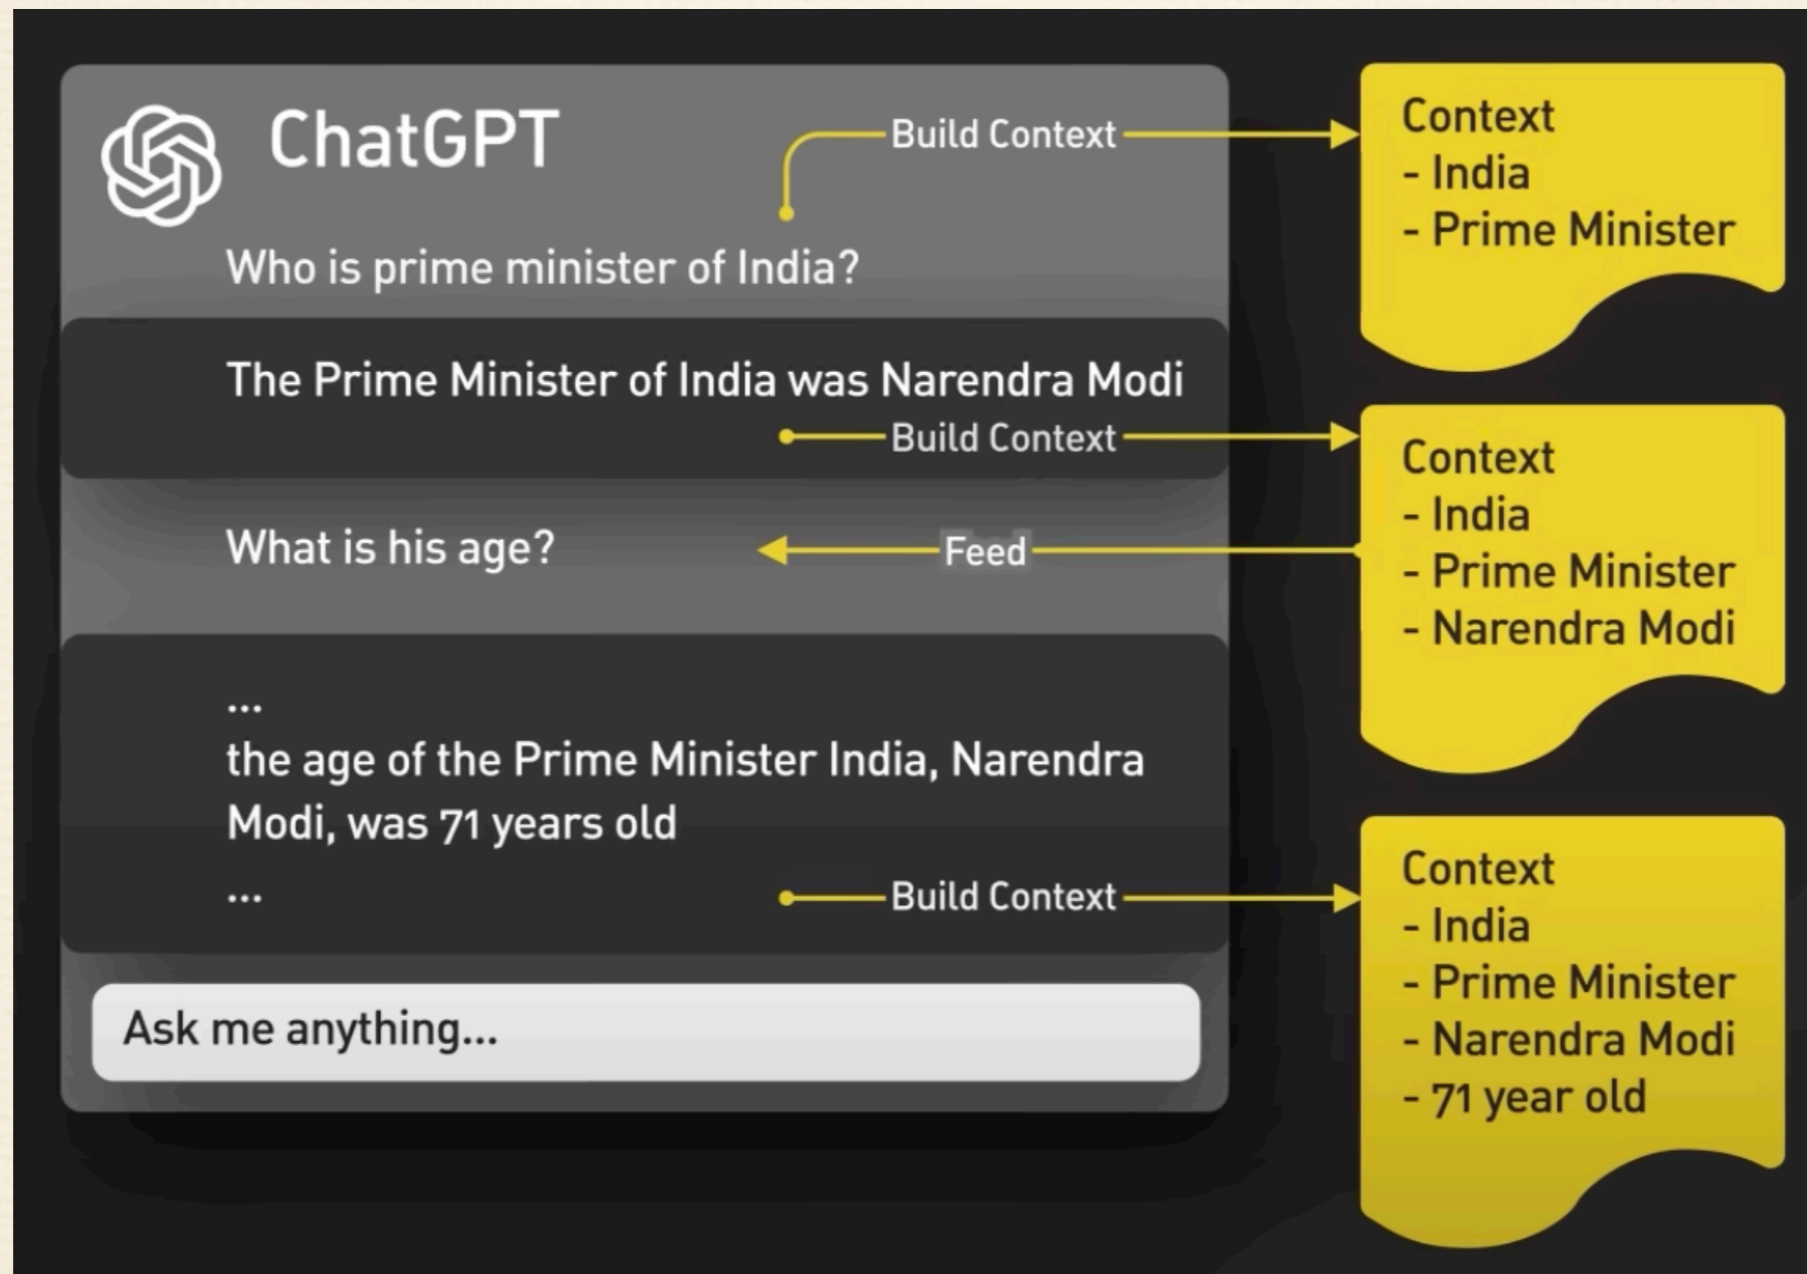 ChatGPT
Build Context
Who is prime minister of India?
Context
- India
- Prime Minister
The Prime Minister of India was Narendra Modi
Build Context
Context
- India
- Prime Minister
- Narendra Modi
What is his age?
Feed
...
the age of the Prime Minister India, Narendra
Modi, was 71 years old
...
Build Context
Context
- India
- Prime Minister
- Narendra Modi
- 71 year old
Ask me anything...